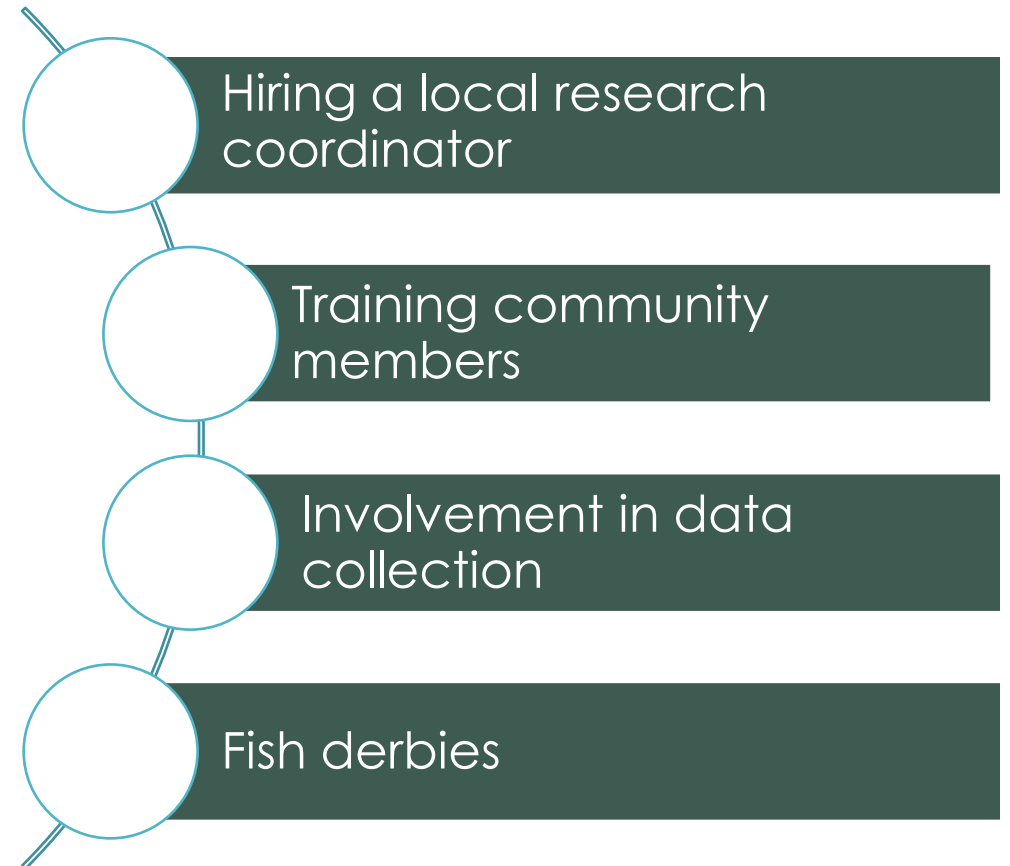 Hiring a local research
coordinator
Training community
members
Involvement in data
collection
Fish derbies